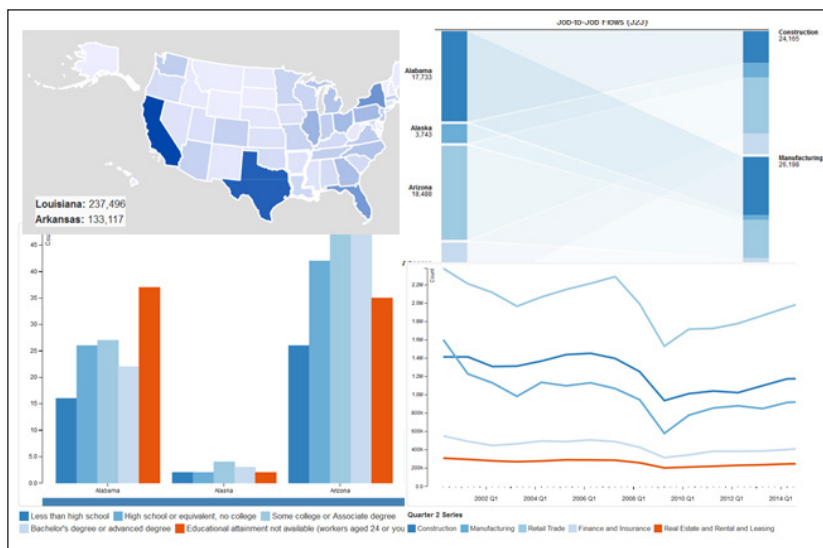 Job-to-Job Flows (J2J)
Louisiana: 237,496
Arkansas: 133,117
Alabama
17,733
Alaska
3,743
Arizona
18,488
Construction
24,165
Manufacturing
26,198
45
40
35
30
25
20
15
10
5.0
0.0
Alabama
Alaska
Arizona
Less than high school
High school or equivalent, no college
Some college or Associate degree
Bachelor's degree or advanced degree
Educational attainment not available (workers aged 24 or you
Count
2.2M
2.0M
1.8M
1.6M
1.4M
1.2M
1.0M
800k
600k
400k
200k
0.0
2002 Q1
2004 Q1
2006 Q1
2008 Q1
2010 Q1
2012 Q1
2014 Q1
Quarter 2 Series
Construction
Manufacturing
Retail Trade
Finance and Insurance
Real Estate and Rental and Leasing